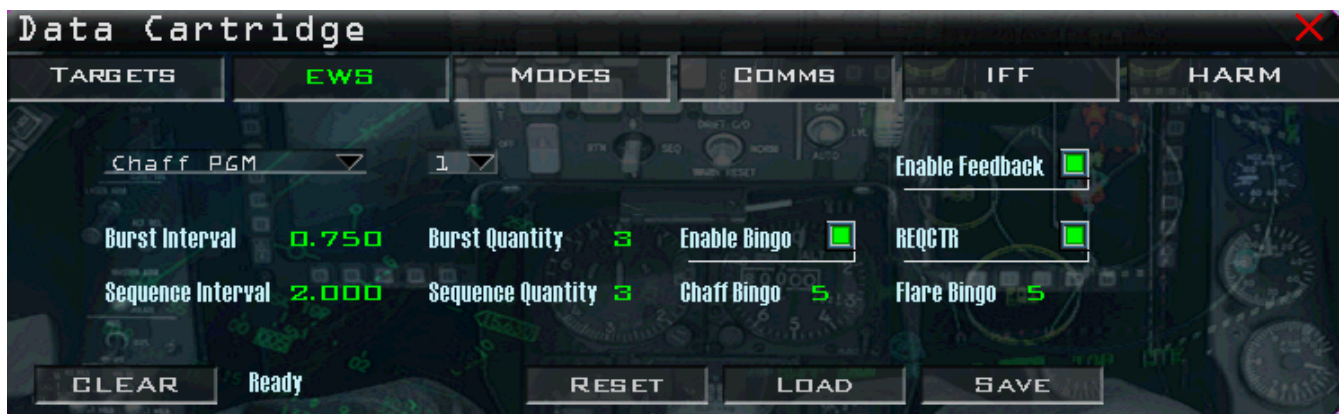 Data Cartridge
TARGETS EWS MODES COMMS IFF HARM
Chaff PGM 1 Enable Feedback
Burst Interval 0.750 Burst Quantity 3 Enable Bingo REQCTR
Sequence Interval 2.000 Sequence Quantity 3 Chaff Bingo 5 Flare Bingo 5
CLEAR Ready RESET LOAD SAVE